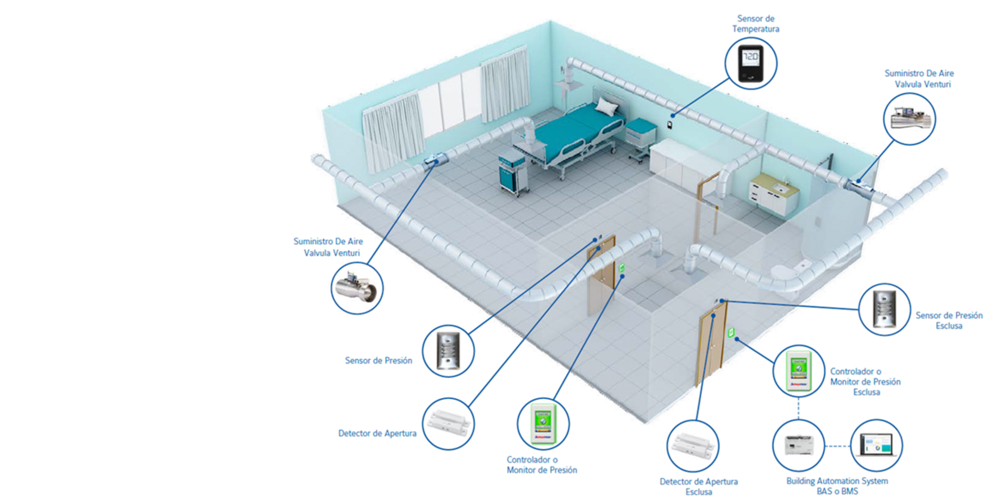 Sensor de
Temperatura
72.0
Suministro De Aire
Valvula Venturi
Suministro De Aire
Valvula Venturi
Sensor de Presión
Esclusa
Sensor de Presión
Controlador o
Monitor de Presión
Esclusa
Detector de Apertura
Controlador o
Monitor de Presión
Detector de Apertura
Esclusa
Building Automation System
BAS o BMS